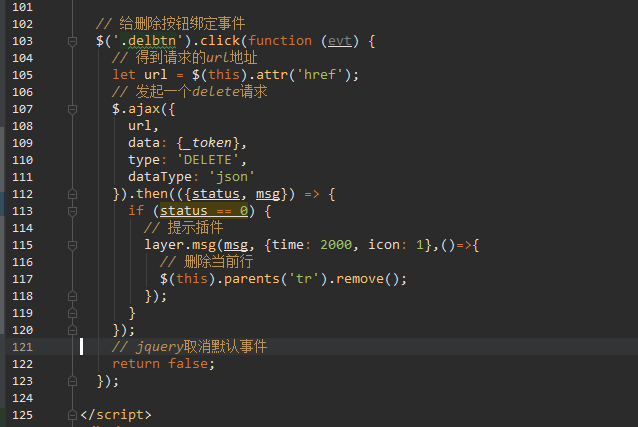 101
102 // 给删除按钮绑定事件
103 $('.delbtn').click(function (evt) {
104 // 得到请求的url地址
105 let url = $(this).attr('href');
106 // 发起一个delete请求
107 $.ajax({
108 url,
109 data: {_token},
110 type: 'DELETE',
111 dataType: 'json'
112 }).then(({status, msg}) => {
113 if (status == 0) {
114 // 提示插件
115 layer.msg(msg, {time: 2000, icon: 1},()=>{
116 // 删除当前行
117 $(this).parents('tr').remove();
118 });
119 }
120 });
121 // jquery取消默认事件
122 return false;
123 });
124
125 </script>